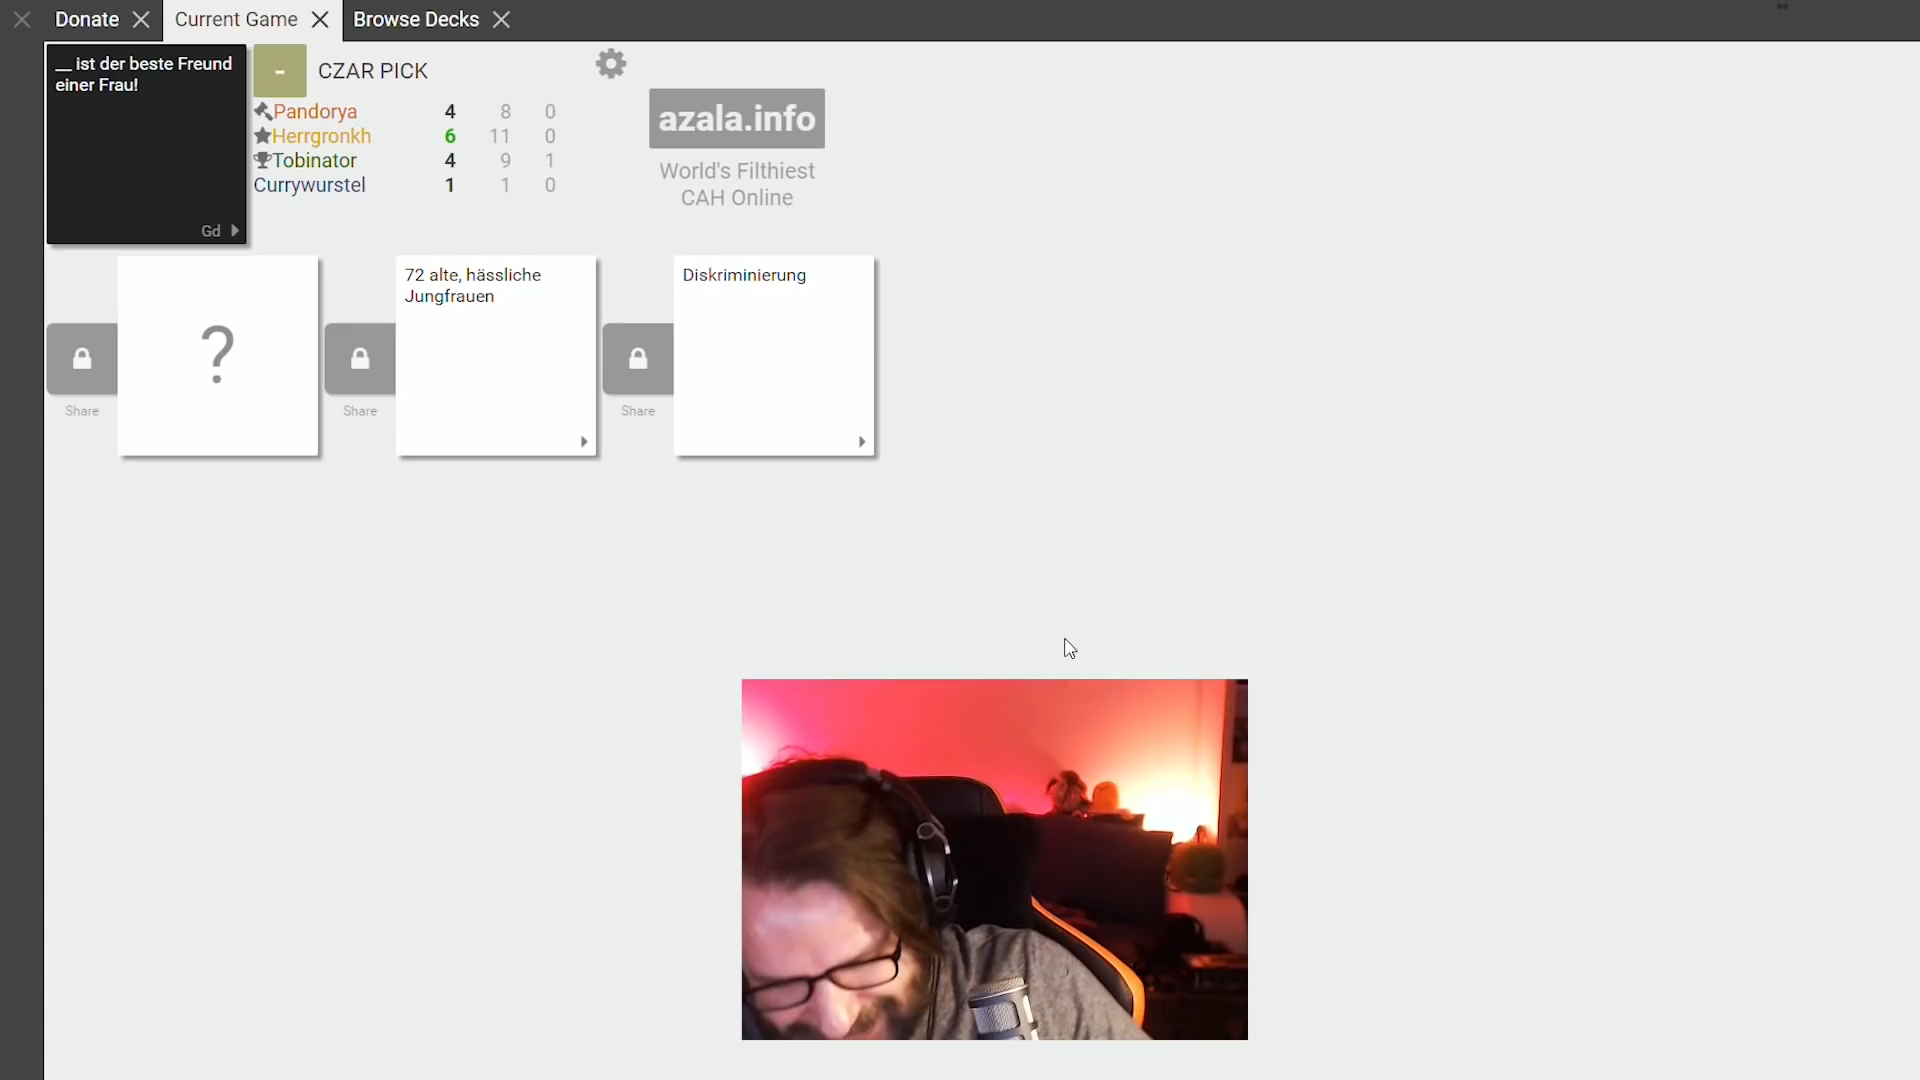 Donate
Current Game
Browse Decks
__ ist der beste Freund
einer Frau!
Gd
-
CZAR PICK
Pandorya 4 8 0
Herrgronkh 6 11 0
Tobinator 4 9 1
Currywurstel 1 1 0
azala.info
World's Filthiest
CAH Online
Share
?
Share
72 alte, hässliche
Jungfrauen
Share
Diskriminierung